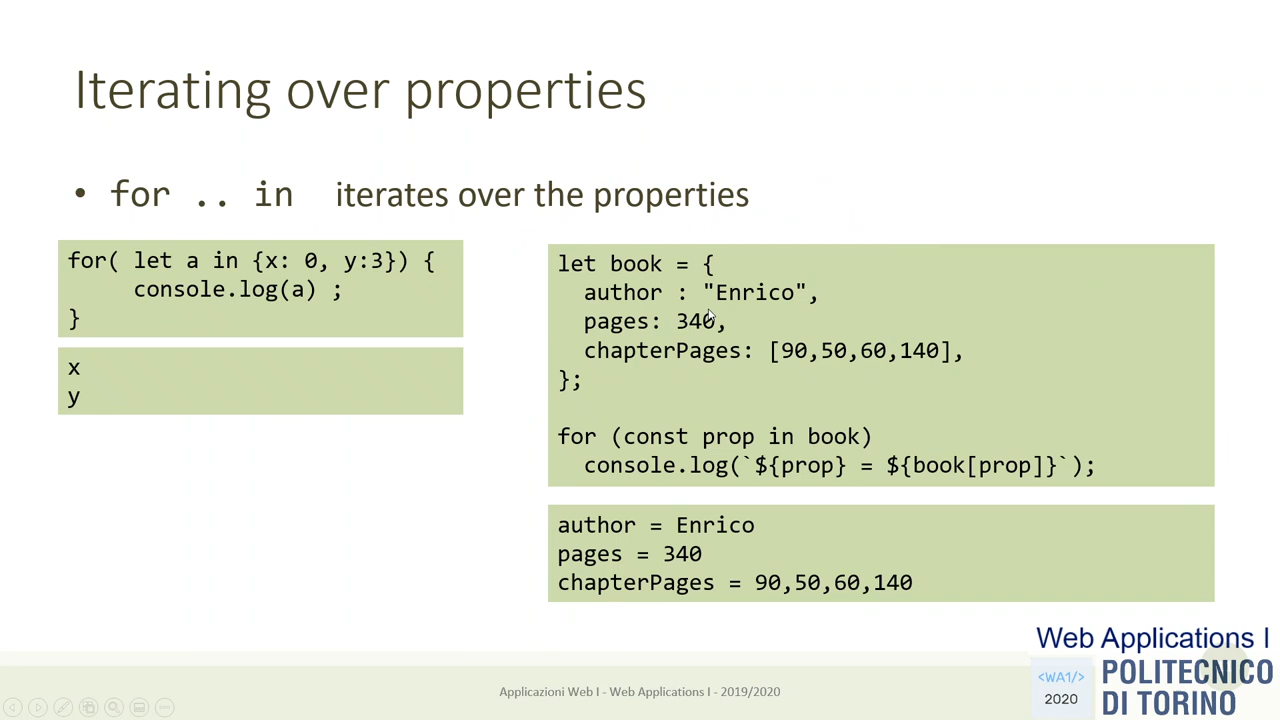 Iterating over properties
• for .. in iterates over the properties
for( let a in {x: 0, y:3}) {
console.log(a) ;
}
x
y
let book = {
author : "Enrico",
pages: 340,
chapterPages: [90,50,60,140],
};
for (const prop in book)
console.log(`${prop} = ${book[prop]}`);
author = Enrico
pages = 340
chapterPages = 90,50,60,140
Applicazioni Web I - Web Applications I - 2019/2020
Web Applications I
<WA1/>
2020
POLITECNICO
DI TORINO